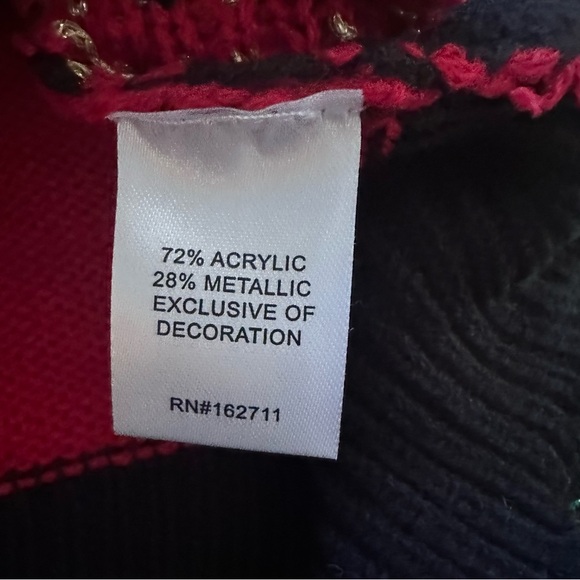 72% ACRYLIC
28% METALLIC
EXCLUSIVE OF
DECORATION
RN#162711